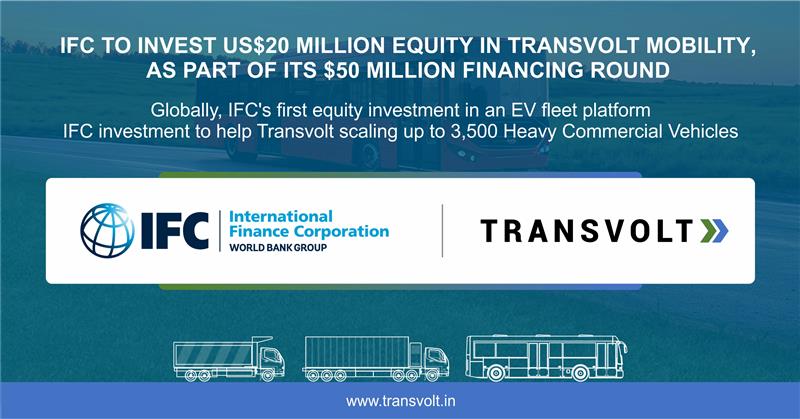 IFC TO INVEST US$20 MILLION EQUITY IN TRANSVOLT MOBILITY,
AS PART OF ITS $50 MILLION FINANCING ROUND
Globally, IFC's first equity investment in an EV fleet platform
IFC investment to help Transvolt scaling up to 3,500 Heavy Commercial Vehicles
IFC
International
Finance Corporation
WORLD BANK GROUP
TRANSVOLT
www.transvolt.in